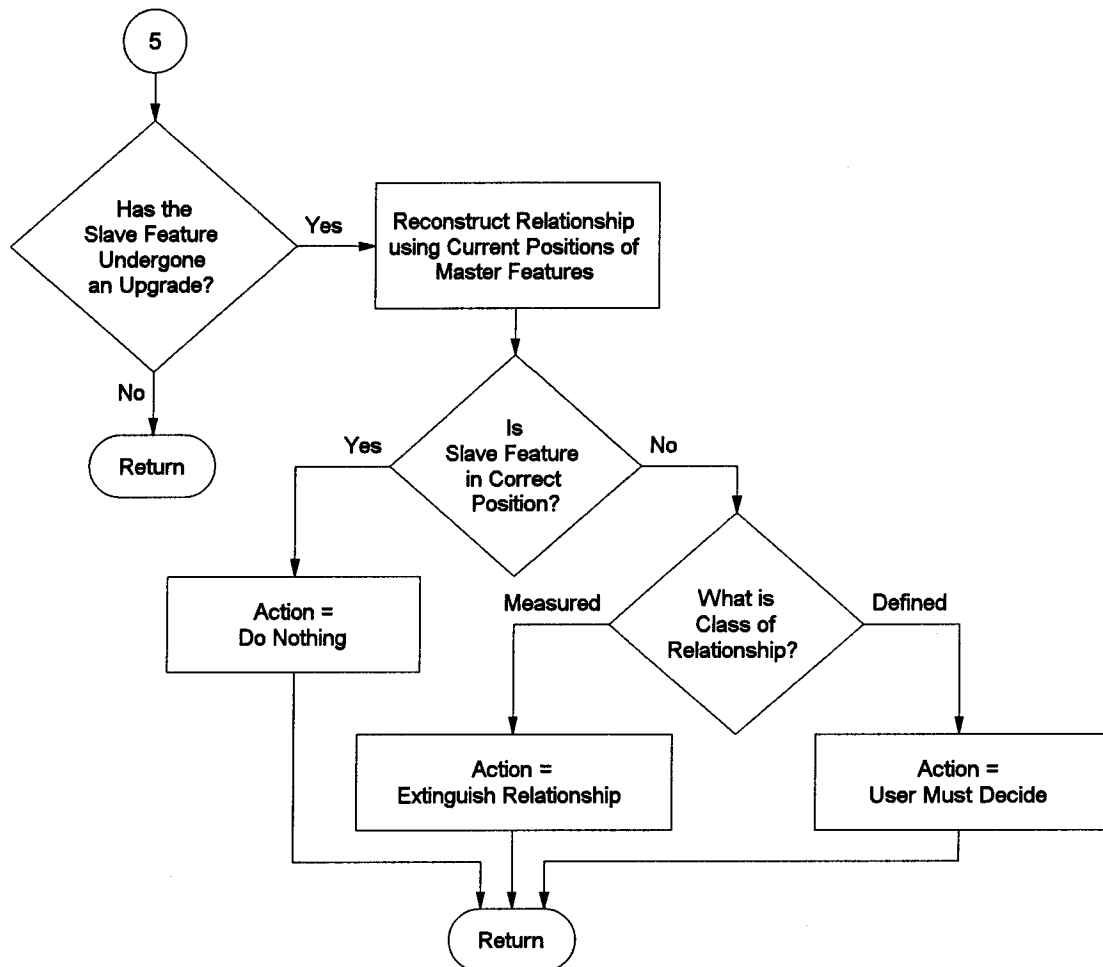 5
Has the
Slave Feature
Undergone
an Upgrade?
Yes
Reconstruct Relationship
using Current Positions of
Master Features
No
Return
Is
Slave Feature
in Correct
Position?
Yes
No
Action =
Do Nothing
What is
Class of
Relationship?
Measured
Defined
Action =
Extinguish Relationship
Action =
User Must Decide
Return